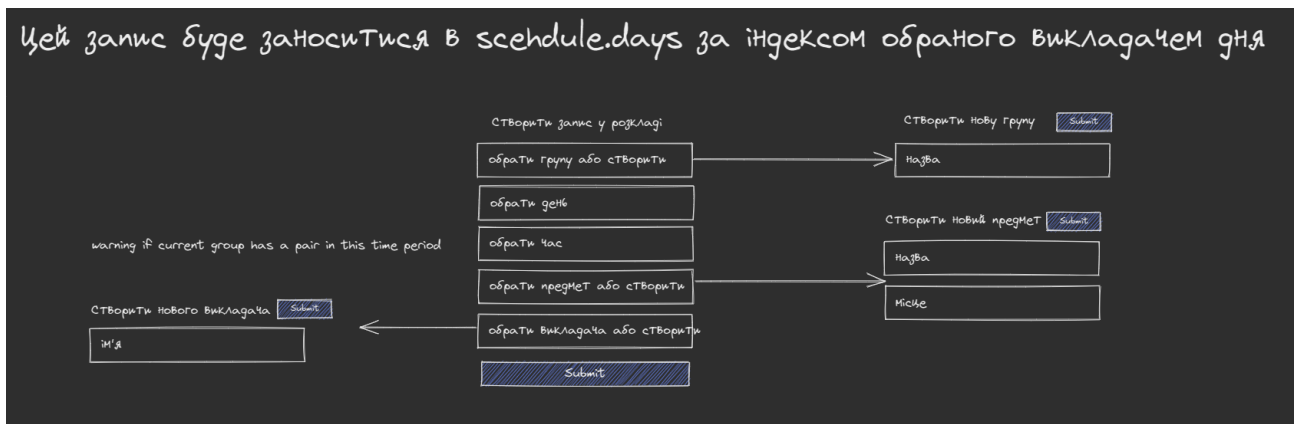 Цей запис буде заноситися в scehdule.days за індексом обраного викладачем дня
Створити запис у розкладі
обрати групу або створити
обрати день
обрати час
обрати предмет або створити
обрати викладача або створити
Submit
Створити нову групу Submit
Назва
Створити новий предмет Submit
Назва
Місце
warning if current group has a pair in this time period
Створити нового викладача Submit
ім'я